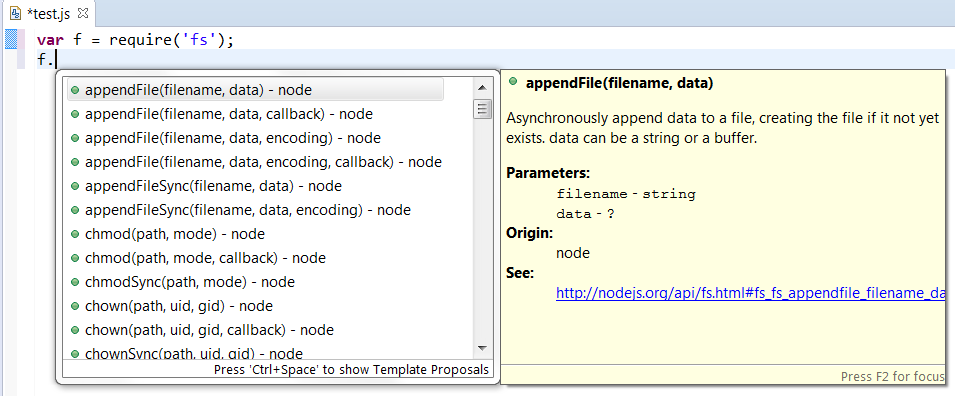 *test.js
var f = require('fs');
f.
appendFile(filename, data) - node
appendFile(filename, data, callback) - node
appendFile(filename, data, encoding) - node
appendFile(filename, data, encoding, callback) - node
appendFileSync(filename, data) - node
appendFileSync(filename, data, encoding) - node
chmod(path, mode) - node
chmod(path, mode, callback) - node
chmodSync(path, mode) - node
chown(path, uid, gid) - node
chown(path, uid, gid, callback) - node
chownSync(path, uid, gid) - node
Press 'Ctrl+Space' to show Template Proposals
appendFile(filename, data)
Asynchronously append data to a file, creating the file if it not yet
exists. data can be a string or a buffer.
Parameters:
filename - string
data - ?
Origin:
node
See:
http://nodejs.org/api/fs.html#fs_fs_appendfile_filename_da
Press F2 for focus